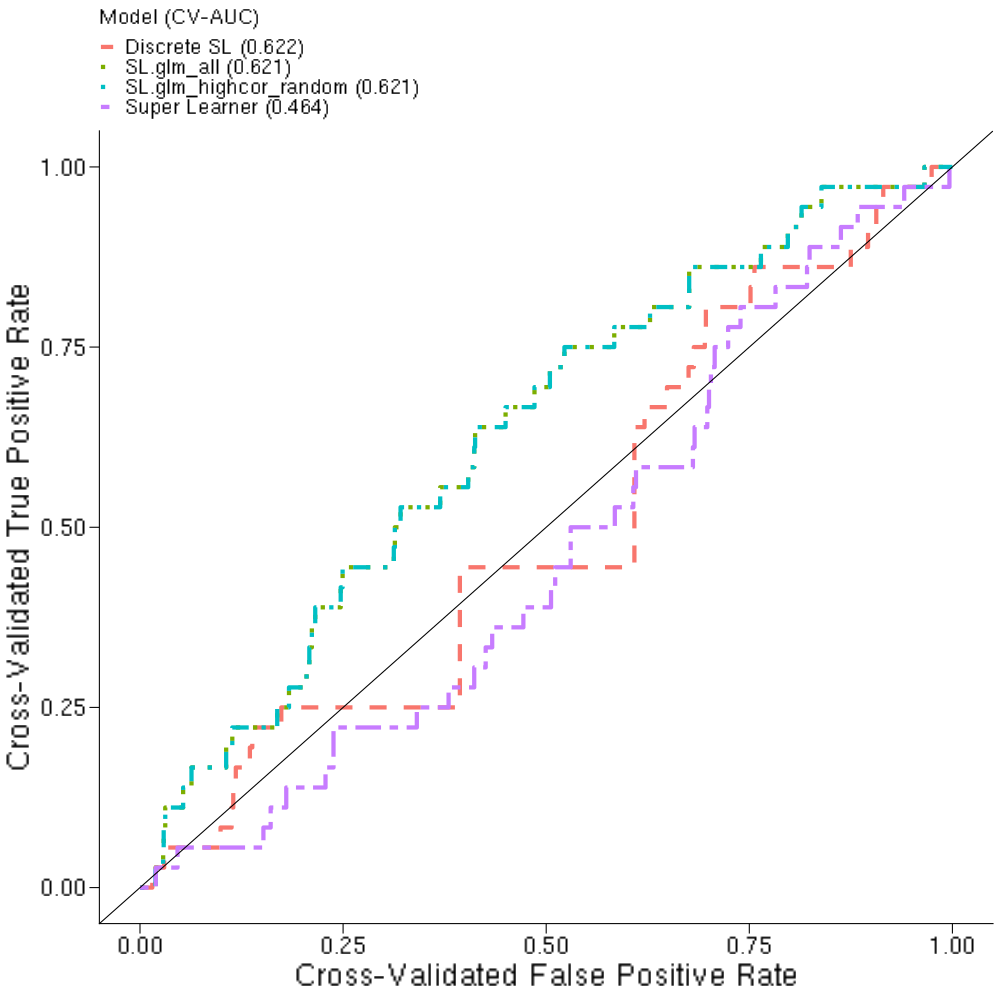 Model (CV-AUC)
Discrete SL (0.622)
SL.glm_all (0.621)
SL.glm_highcor_random (0.621)
Super Learner (0.464)
1.00
0.75
0.50
0.25
0.00
Cross-Validated True Positive Rate
0.00 0.25 0.50 0.75 1.00
Cross-Validated False Positive Rate